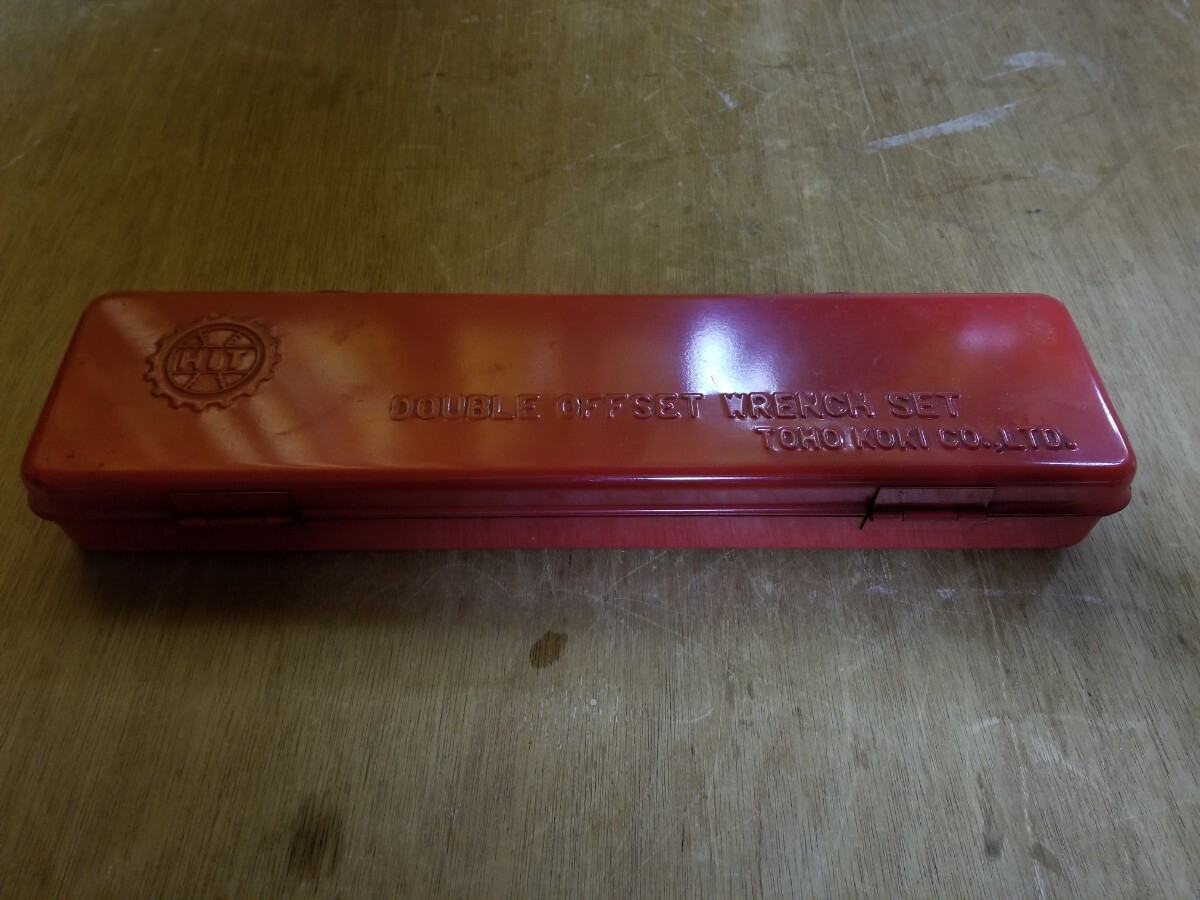 HIT
DOUBLE OFFSET WRENCH SET
TOHO KOKI CO.,LTD.